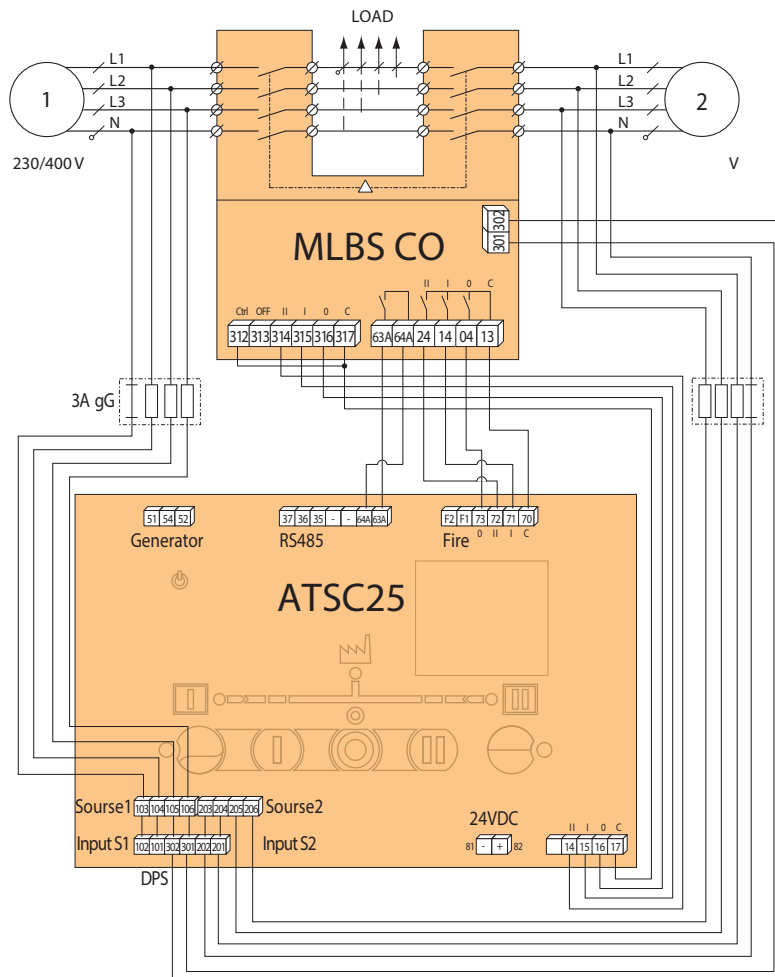 LOAD
L1
L1
L2
L2
1
2
L3
L3
N
N
230/400 V
V
302
301
MLBS CO
Ctrl OFF II I 0 C
II I 0 C
312 313 314 315 316 317
63A 64A 24 14 04 13
3A gG
51 54 52
37 36 35 - - 64A 63A
F2 F1 73 72 71 70
0 II I C
Generator
RS485
Fire
ATSC25
I
II
I
II
Sourse1 103 104 105 106 203 204 205 206 Sourse2
24VDC
II I 0 C
Input S1 102 101 302 301 202 201 Input S2
81 - + 82
14 15 16 17
DPS